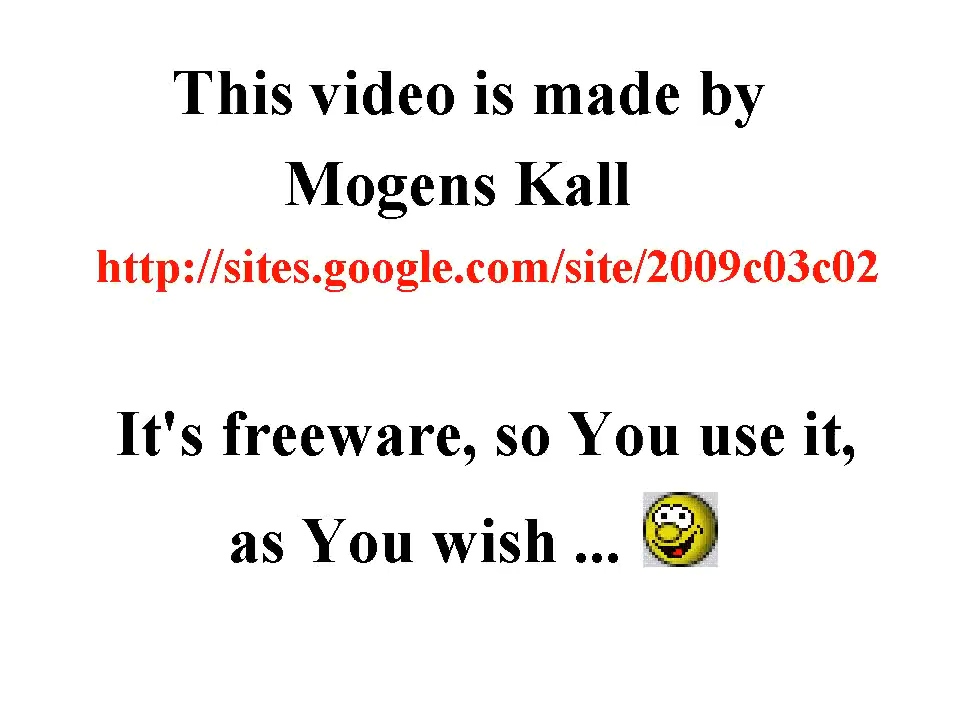 This video is made by
Mogens Kall
http://sites.google.com/site/2009c03c02
It's freeware, so You use it,
as You wish ...